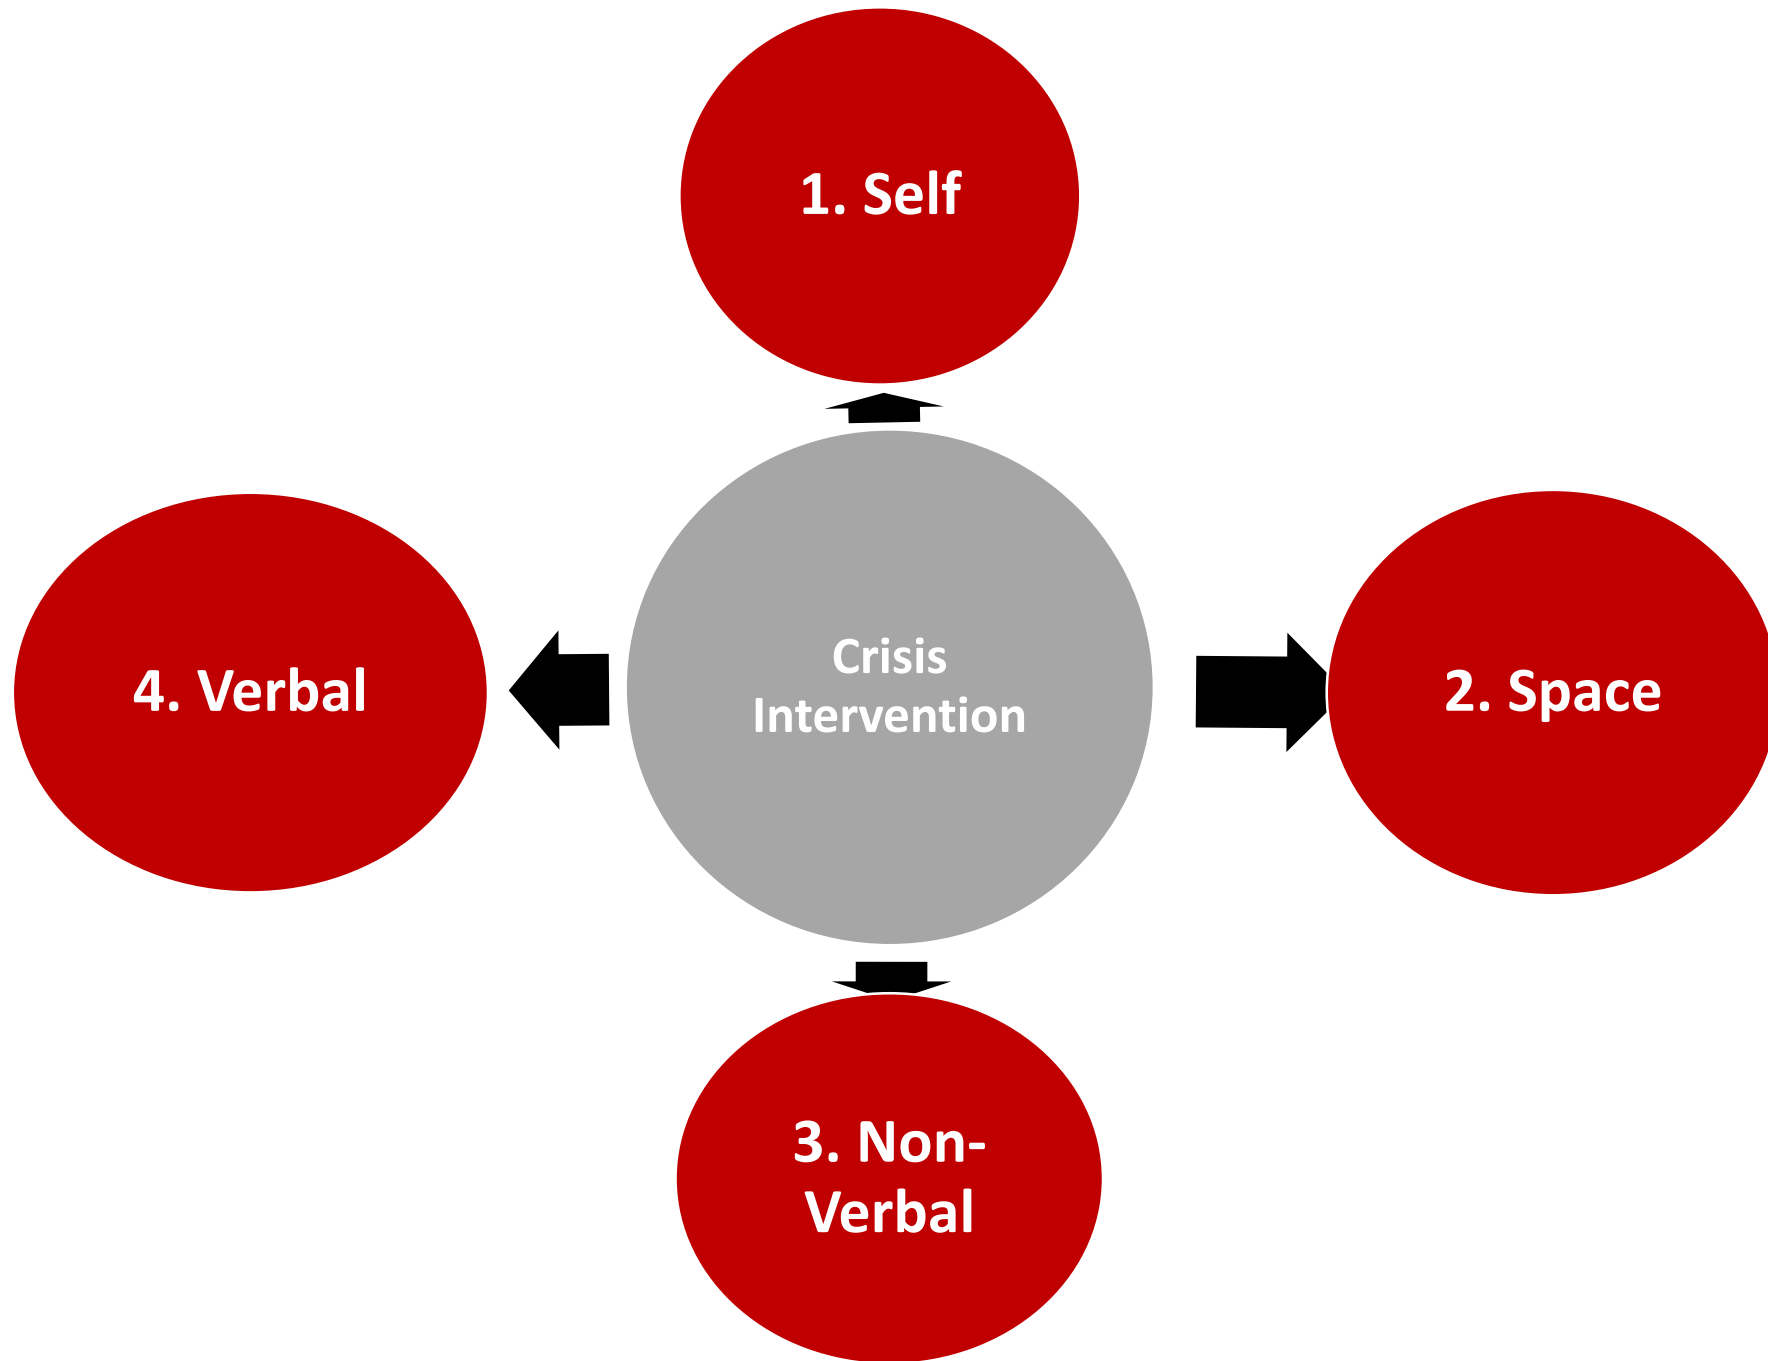 1. Self
Crisis
Intervention
2. Space
3. Non-
Verbal
4. Verbal